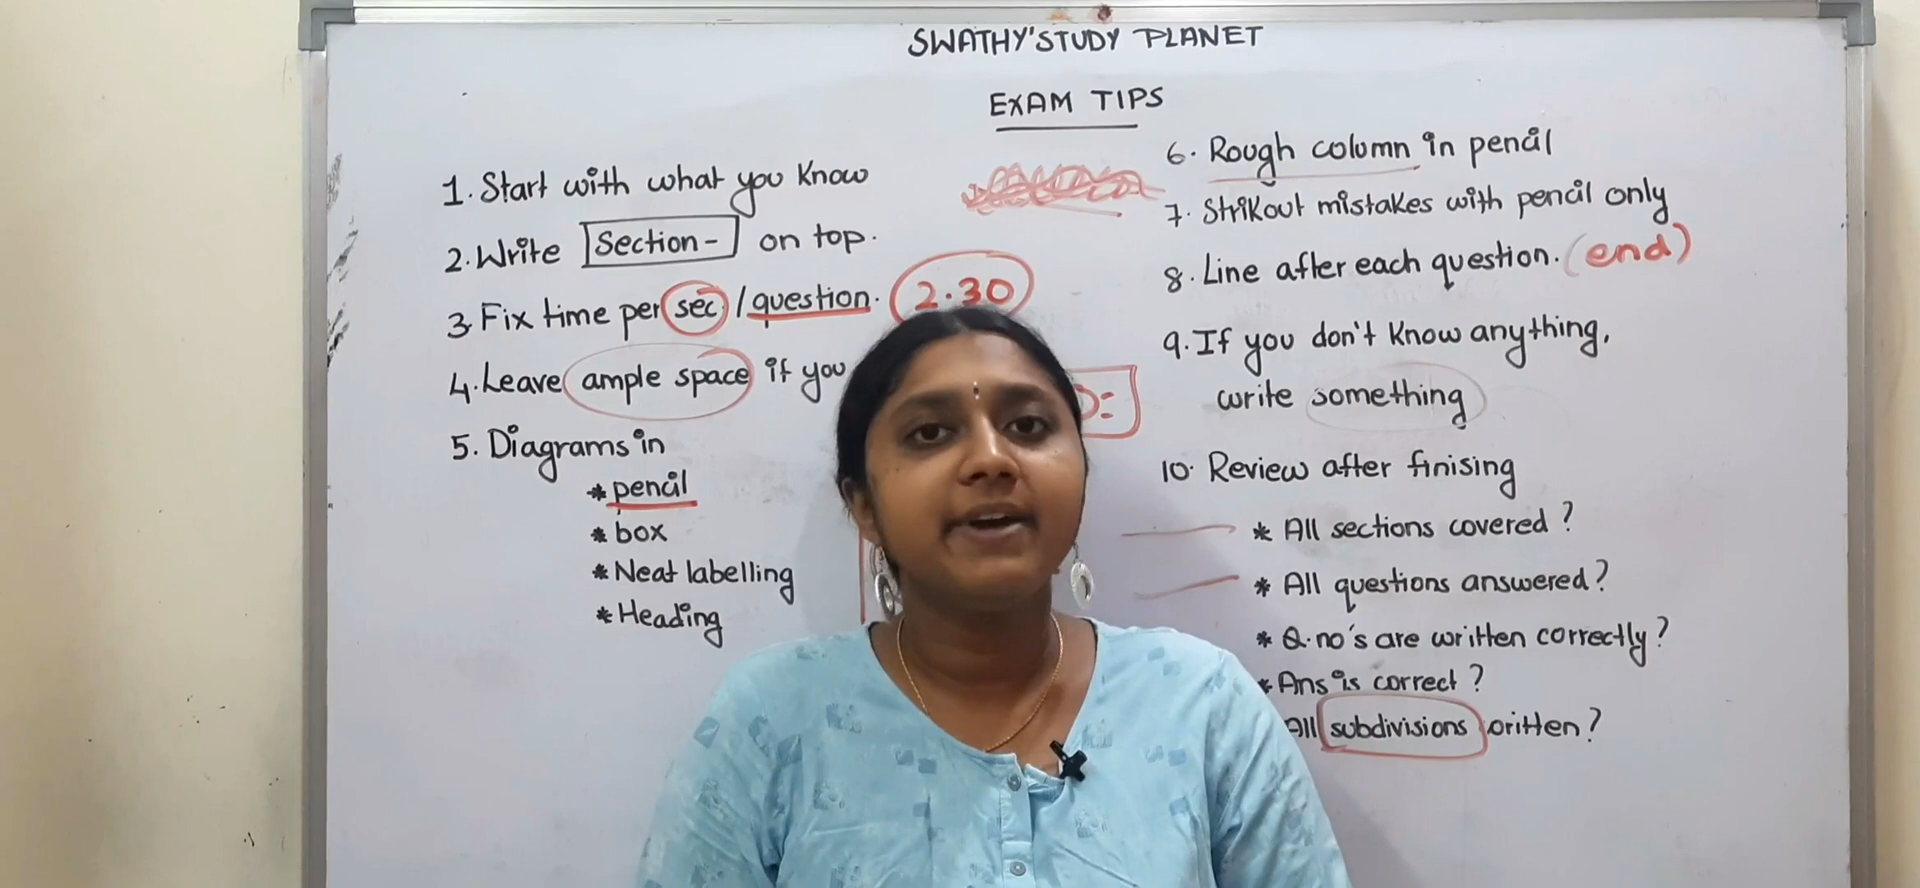 SWATHY'STUDY PLANET
EXAM TIPS
1. Start with what you know
2. Write Section- on top.
3. Fix time per sec / question. 2.30
4. Leave ample space if you
5. Diagrams in
* pencil
* box
* Neat labelling
* Heading
6. Rough column in pencil
7. Strikout mistakes with pencil only
8. Line after each question. (end)
9. If you don't know anything,
write something
10. Review after finising
* All sections covered?
* All questions answered?
* Q.no's are written correctly?
* Ans is correct?
All subdivisions written?